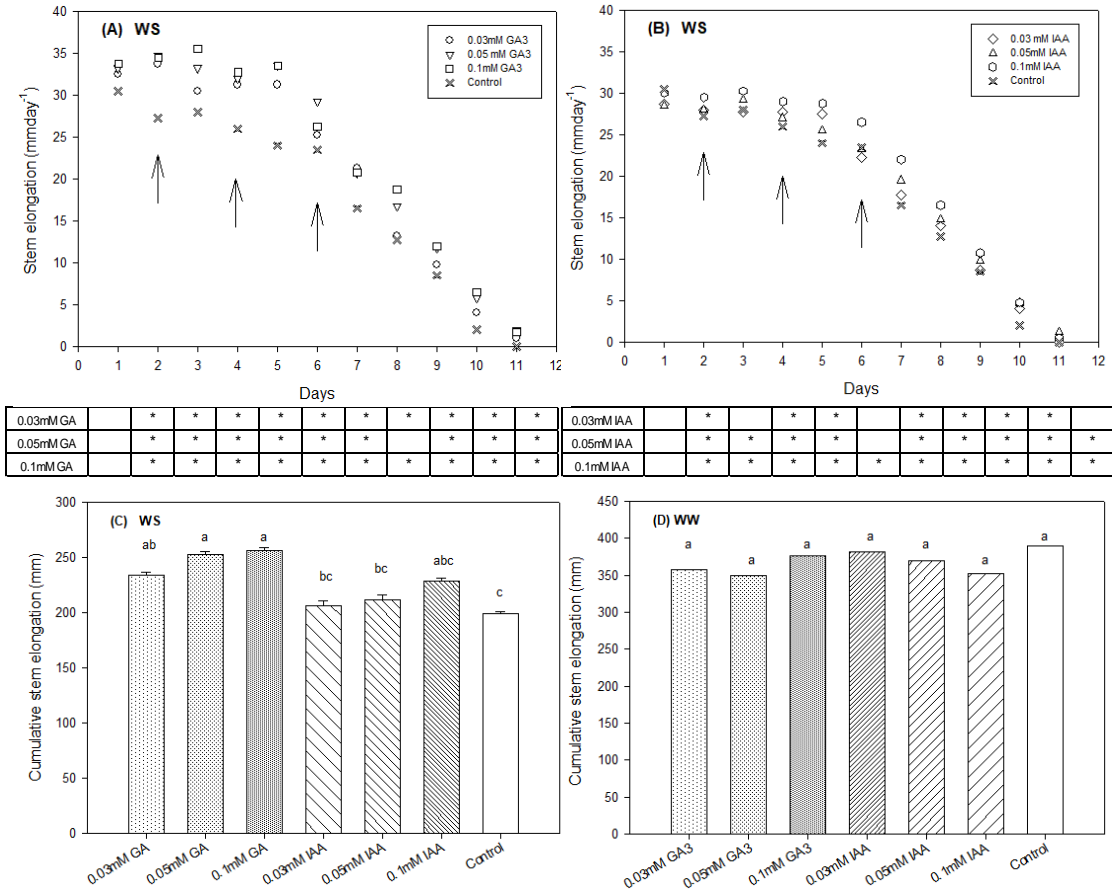 (A) WS
0.03mM GA3
0.05 mM GA3
0.1mM GA3
Control
Stem elongation (mmday-1)
40
35
30
25
20
15
10
5
0
0 1 2 3 4 5 6 7 8 9 10 11 12
Days
(B) WS
0.03 mM IAA
0.05mM IAA
0.1mM IAA
Control
Stem elongation (mmday-1)
40
35
30
25
20
15
10
5
0
0 1 2 3 4 5 6 7 8 9 10 11 12
Days
0.03mM GA * * * * * * * * * *
0.05mM GA * * * * * * * * *
0.1mM GA * * * * * * * * * *
0.03mM IAA * * * * * * *
0.05mM IAA * * * * * * * * *
0.1mM IAA * * * * * * * * * *
(C) WS
Cumulative stem elongation (mm)
300
250
200
150
100
50
0
ab a a bc bc abc c
0.03mM GA 0.05mM GA 0.1mM GA 0.03mM IAA 0.05mM IAA 0.1mM IAA Control
(D) WW
Cumulative stem elongation (mm)
450
400
350
300
250
200
150
100
50
0
a a a a a a a
0.03mM GA3 0.05mM GA3 0.1mM GA3 0.03mM IAA 0.05mM IAA 0.1mM IAA Control